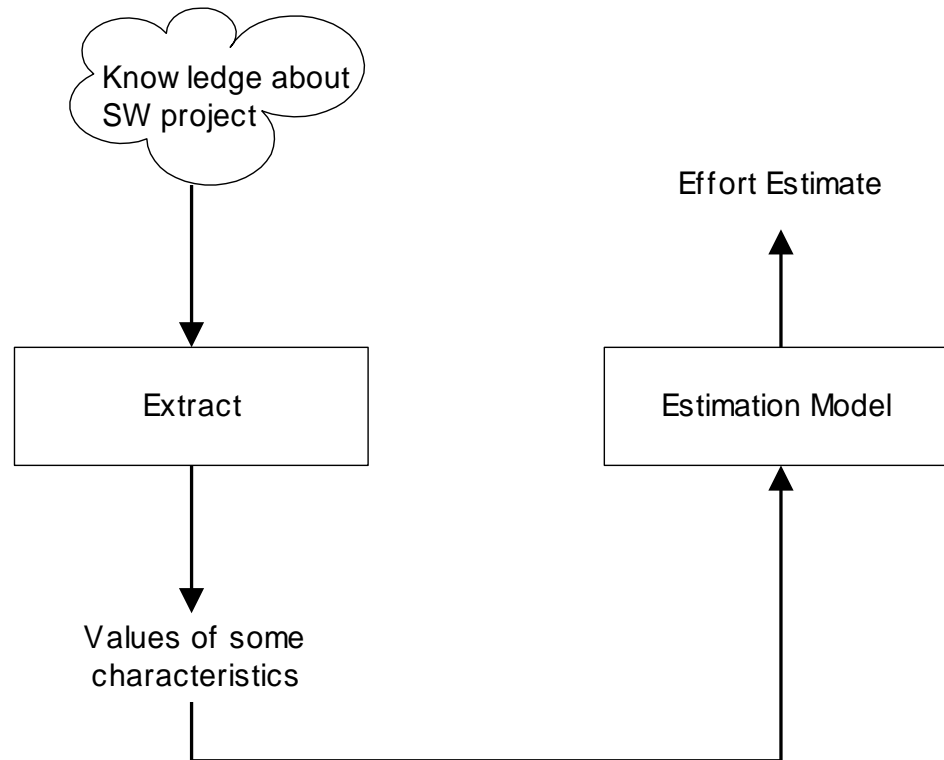 Know ledge about
SW project
Effort Estimate
Extract
Estimation Model
Values of some
characteristics